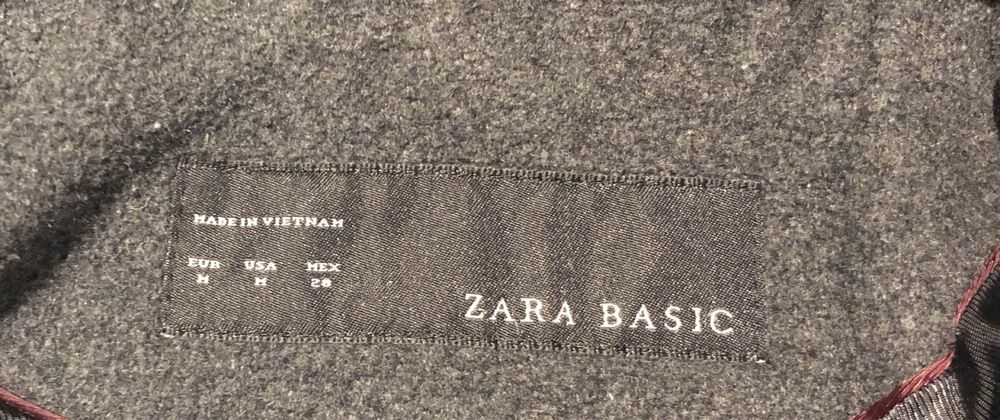 MADE IN VIETNAM
EUR USA MEX
M M 28
ZARA BASIC